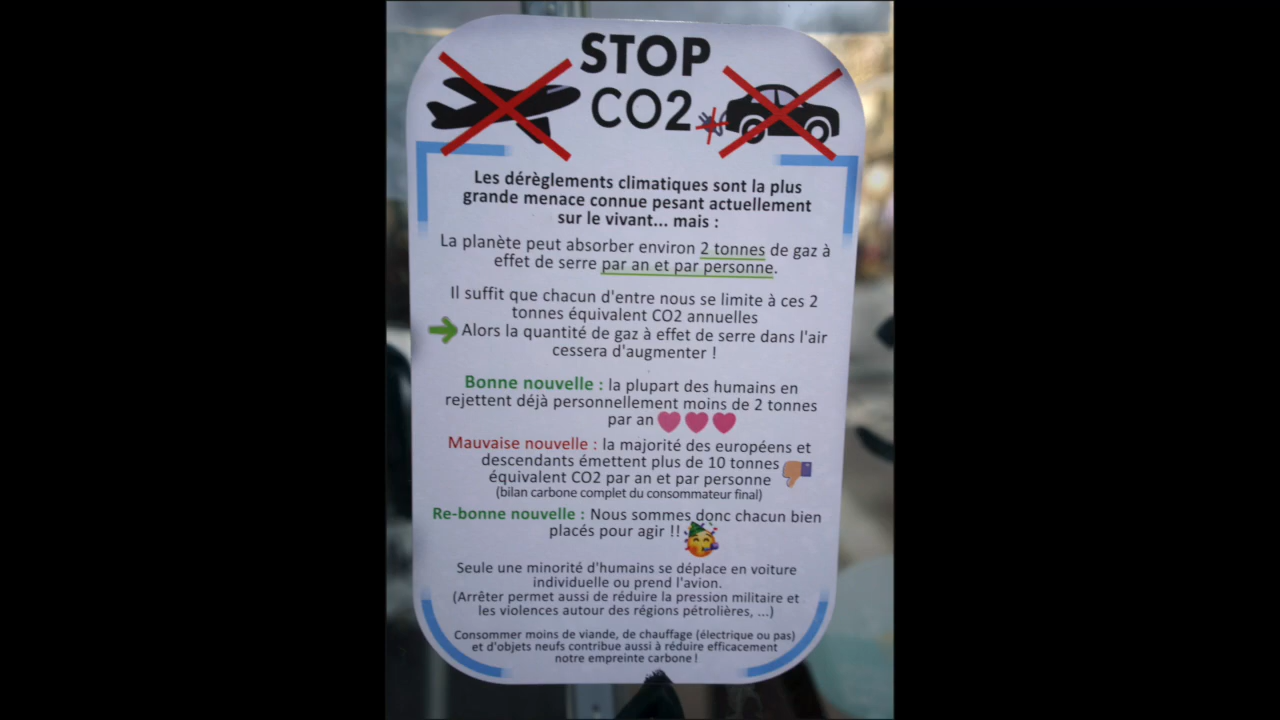 STOP
CO2
Les dérèglements climatiques sont la plus
grande menace connue pesant actuellement
sur le vivant... mais :
La planète peut absorber environ 2 tonnes de gaz à
effet de serre par an et par personne.
Il suffit que chacun d'entre nous se limite à ces 2
tonnes équivalent CO2 annuelles
Alors la quantité de gaz à effet de serre dans l'air
cessera d'augmenter !
Bonne nouvelle : la plupart des humains en
rejettent déjà personnellement moins de 2 tonnes
par an
Mauvaise nouvelle : la majorité des européens et
descendants émettent plus de 10 tonnes
équivalent CO2 par an et par personne
(bilan carbone complet du consommateur final)
Re-bonne nouvelle : Nous sommes donc chacun bien
placés pour agir !!
Seule une minorité d'humains se déplace en voiture
individuelle ou prend l'avion.
(Arrêter permet aussi de réduire la pression militaire et
les violences autour des régions pétrolières, ...)
Consommer moins de viande, de chauffage (électrique ou pas)
et d'objets neufs contribue aussi à réduire efficacement
notre empreinte carbone !